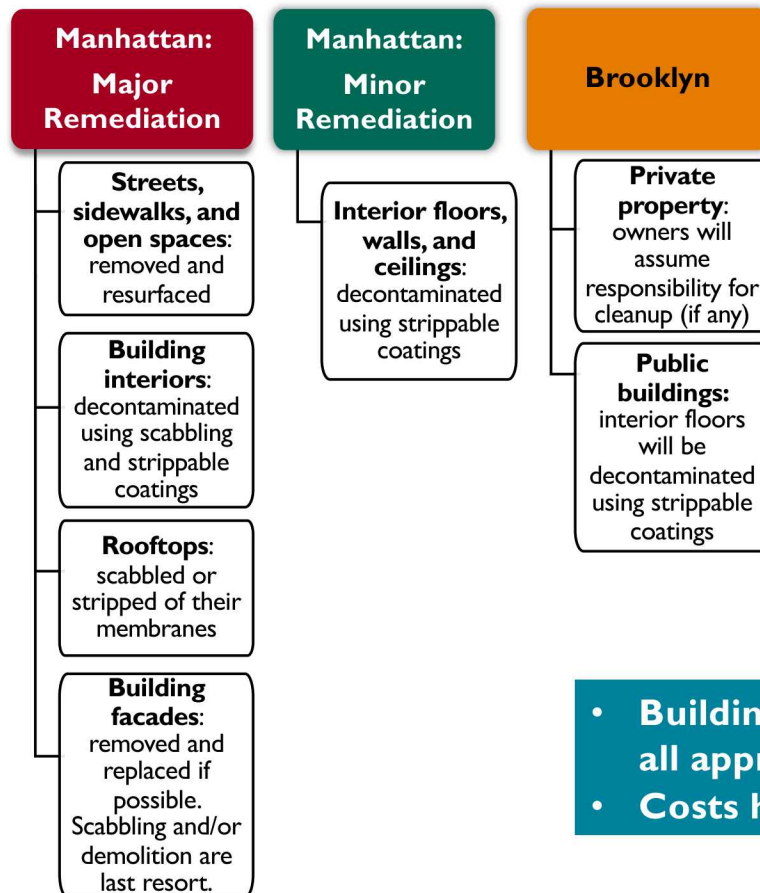 Manhattan:
Major
Remediation
Streets,
sidewalks, and
open spaces:
removed and
resurfaced
Building
interiors:
decontaminated
using scabbling
and strippable
coatings
Rooftops:
scabbled or
stripped of their
membranes
Building
facades:
removed and
replaced if
possible.
Scabbling and/or
demolition are
last resort.
Manhattan:
Minor
Remediation
Interior floors,
walls, and
ceilings:
decontaminated
using strippable
coatings
Brooklyn
Private
property:
owners will
assume
responsibility for
cleanup (if any)
Public
buildings:
interior floors
will be
decontaminated
using strippable
coatings
•
all
• Costs